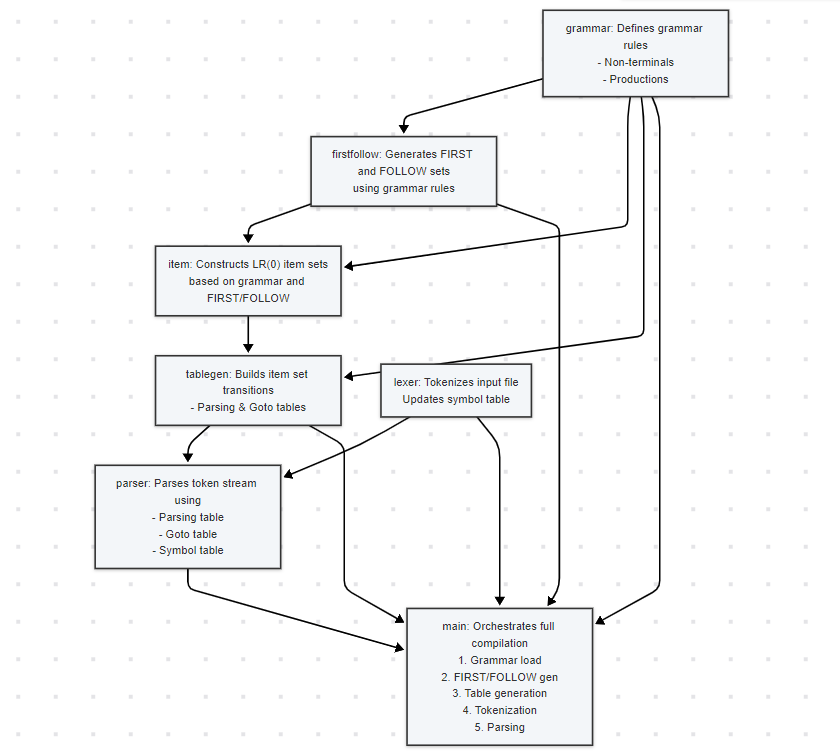 grammar: Defines grammar
rules
- Non-terminals
- Productions
firstfollow: Generates FIRST
and FOLLOW sets
using grammar rules
item: Constructs LR(0) item sets
based on grammar and
FIRST/FOLLOW
tablegen: Builds item set
transitions
- Parsing & Goto tables
lexer: Tokenizes input file
Updates symbol table
parser: Parses token stream
using
- Parsing table
- Goto table
- Symbol table
main: Orchestrates full
compilation
1. Grammar load
2. FIRST/FOLLOW gen
3. Table generation
4. Tokenization
5. Parsing